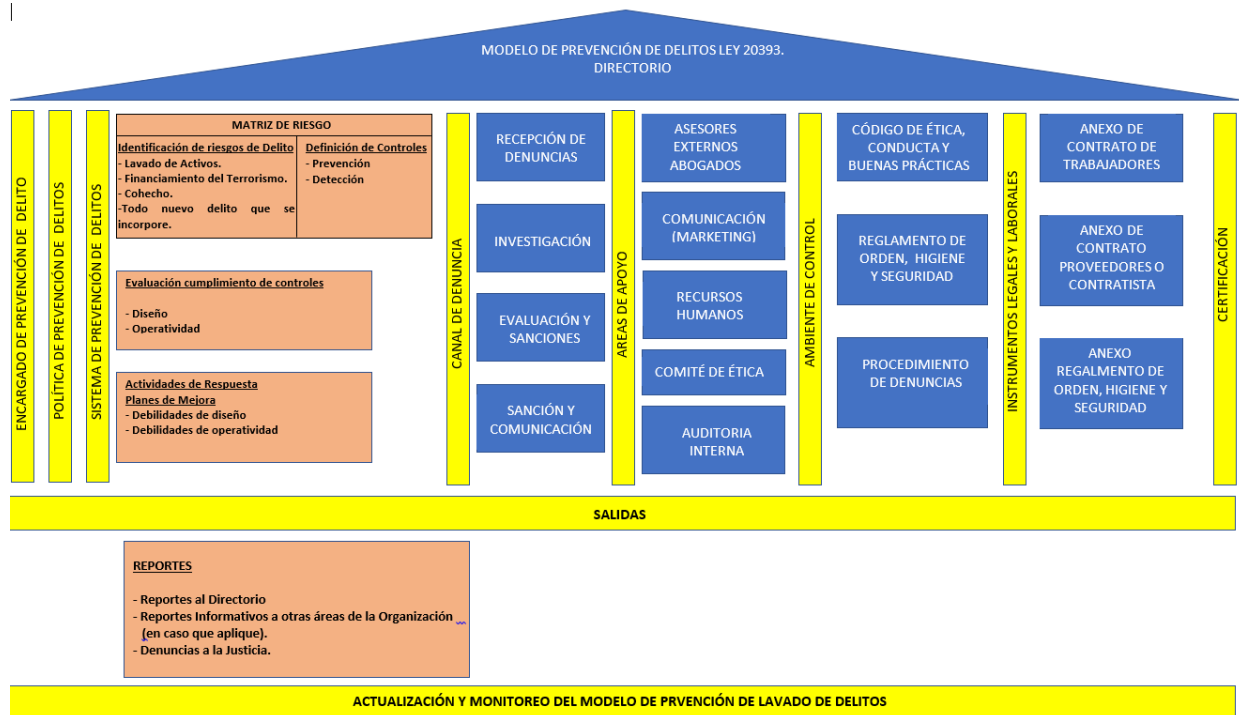 MODELO DE PREVENCIÓN DE DELITOS LEY 20393.
DIRECTORIO
ENCARGADO DE PREVENCIÓN DE DELITO
POLÍTICA DE PREVENCIÓN DE DELITOS
SISTEMA DE PREVENCIÓN DE DELITOS
MATRIZ DE RIESGO
Identificación de riesgos de Delito
- Lavado de Activos.
- Financiamiento del Terrorismo.
- Cohecho.
-Todo nuevo delito que se
incorpore.
Definición de Controles
- Prevención
- Detección
Evaluación cumplimiento de controles
- Diseño
- Operatividad
Actividades de Respuesta
Planes de Mejora
- Debilidades de diseño
- Debilidades de operatividad
CANAL DE DENUNCIA
RECEPCIÓN DE
DENUNCIAS
INVESTIGACIÓN
EVALUACIÓN Y
SANCIONES
SANCIÓN Y
COMUNICACIÓN
AREAS DE APOYO
ASESORES
EXTERNOS
ABOGADOS
COMUNICACIÓN
(MARKETING)
RECURSOS
HUMANOS
COMITÉ DE ÉTICA
AUDITORIA
INTERNA
AMBIENTE DE CONTROL
CÓDIGO DE ÉTICA,
CONDUCTA Y
BUENAS PRÁCTICAS
REGLAMENTO DE
ORDEN, HIGIENE
Y SEGURIDAD
PROCEDIMIENTO
DE DENUNCIAS
INSTRUMENTOS LEGALES Y LABORALES
ANEXO DE
CONTRATO DE
TRABAJADORES
ANEXO DE
CONTRATO
PROVEEDORES O
CONTRATISTA
ANEXO
REGALMENTO DE
ORDEN, HIGIENE Y
SEGURIDAD
CERTIFICACIÓN
SALIDAS
REPORTES
- Reportes al Directorio
- Reportes Informativos a otras áreas de la Organización
(en caso que aplique).
- Denuncias a la Justicia.
ACTUALIZACIÓN Y MONITOREO DEL MODELO DE PRVENCIÓN DE LAVADO DE DELITOS